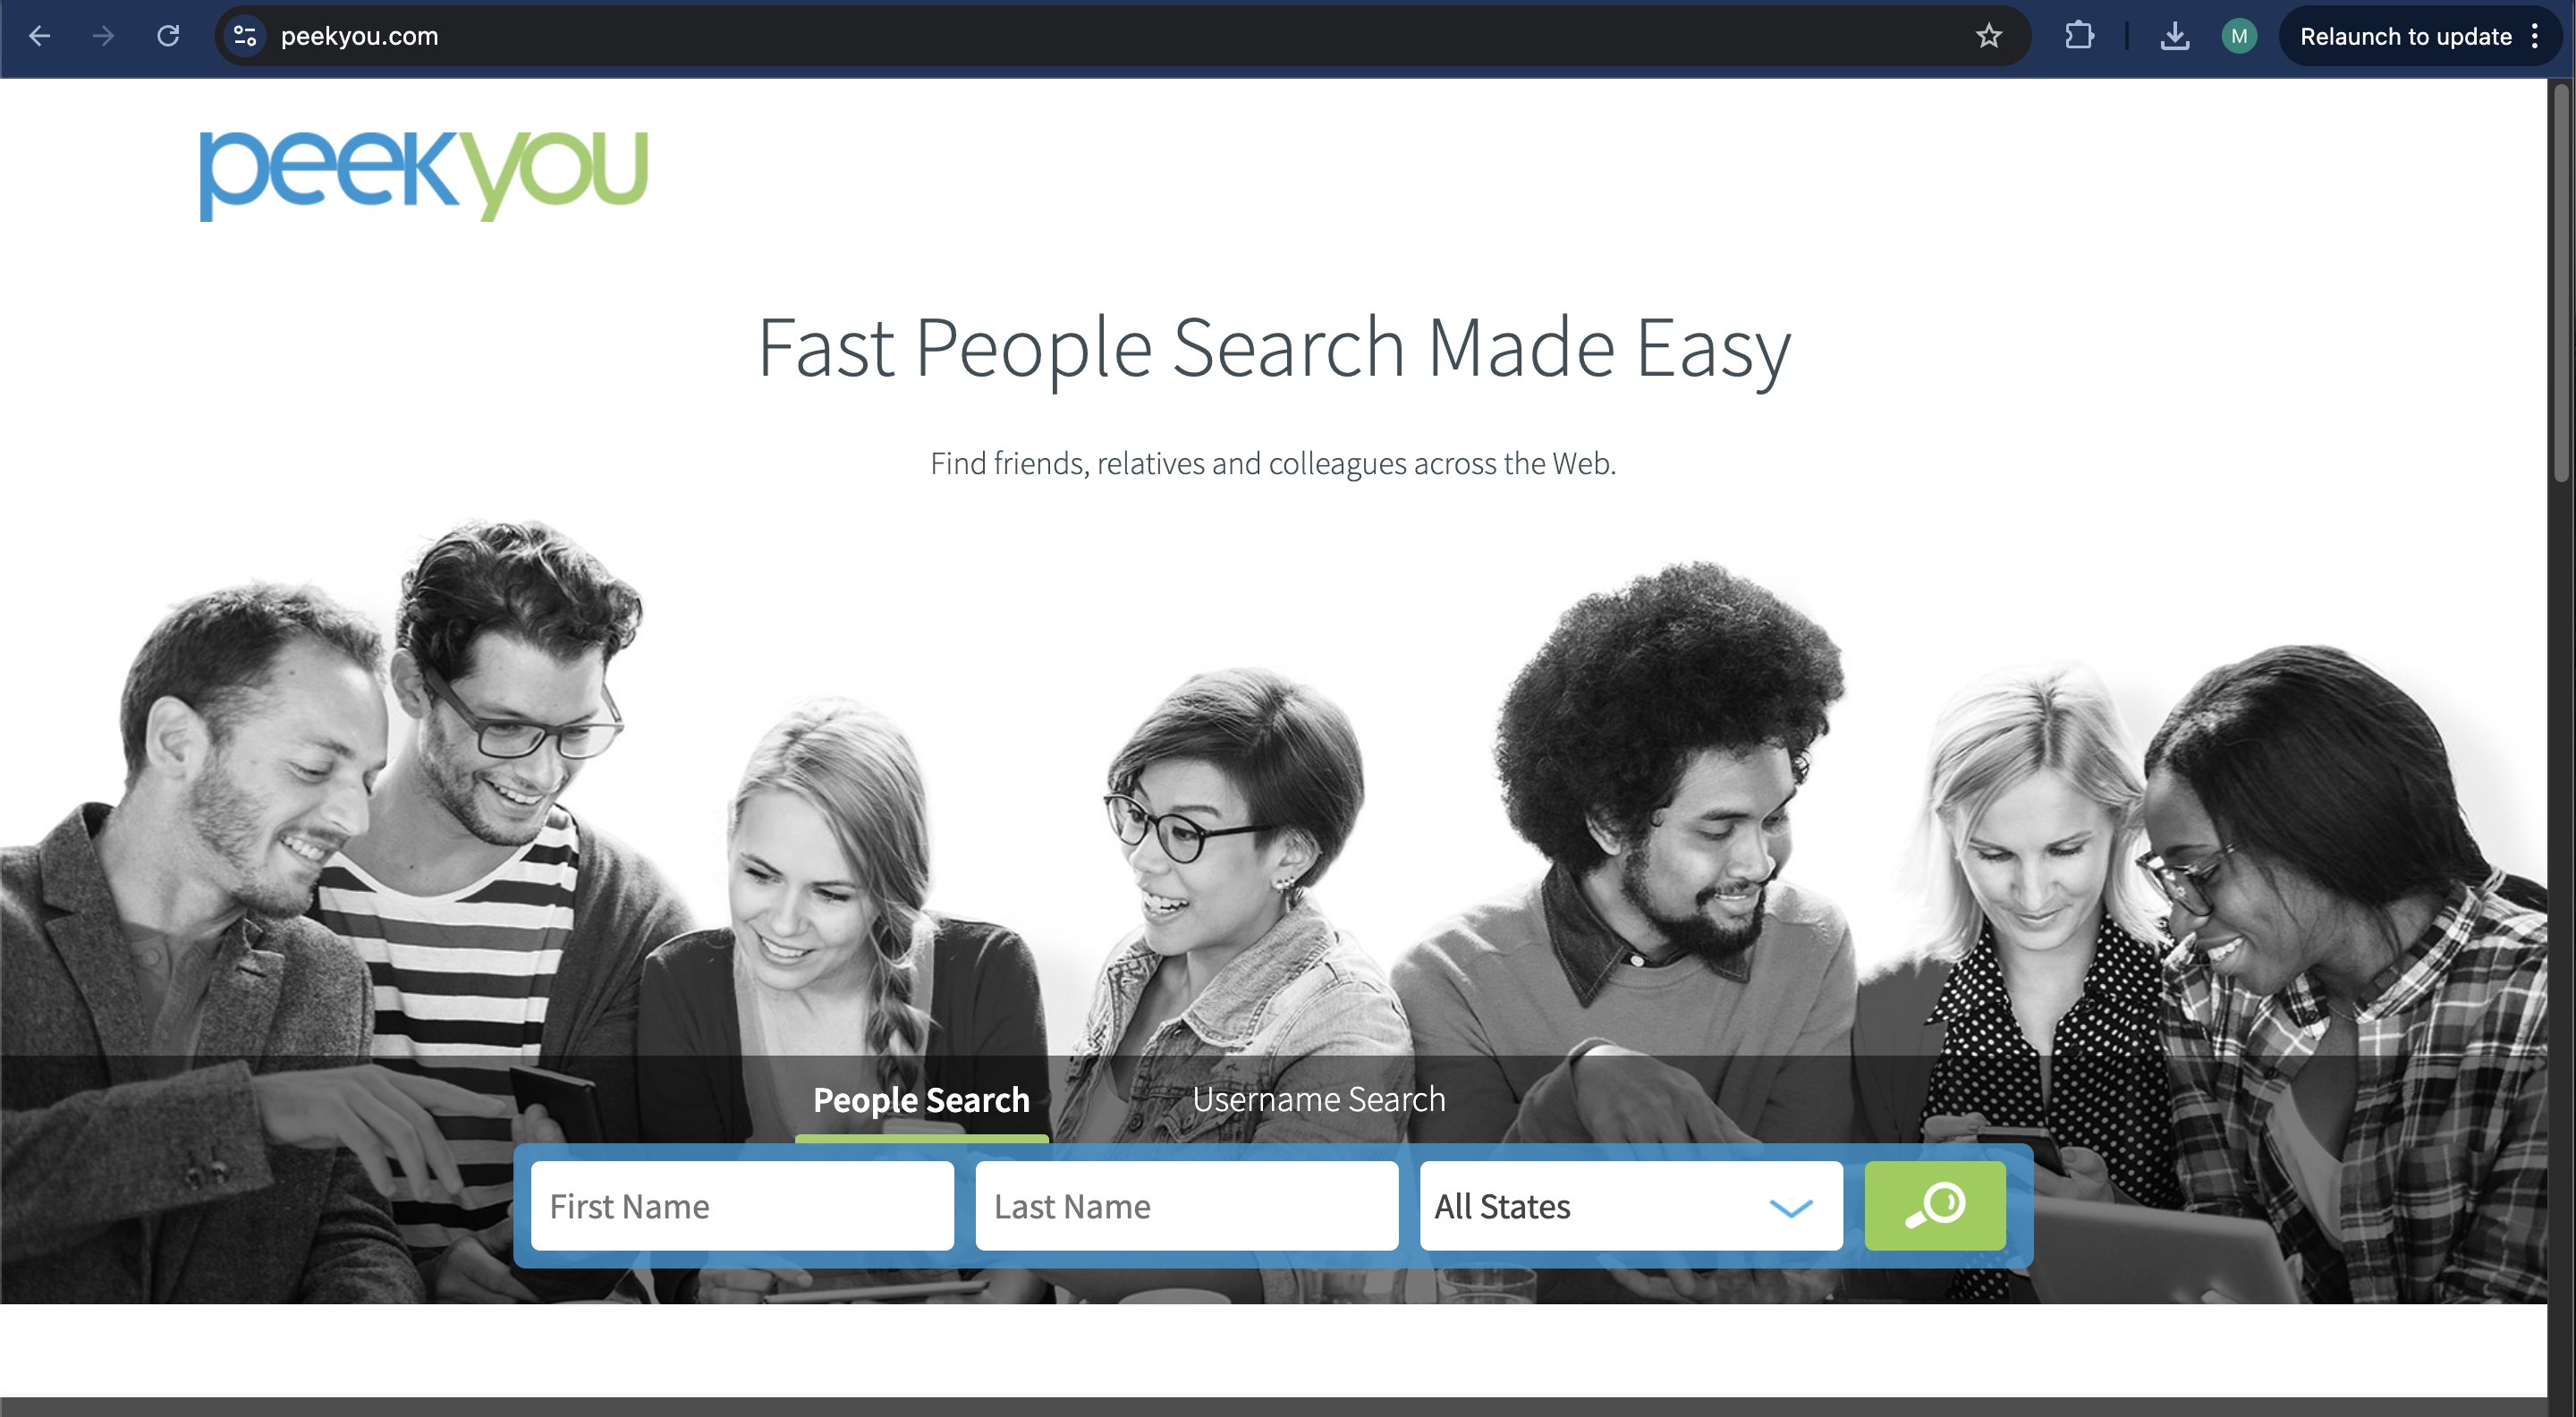 peekyou.com
M
Relaunch to update
peekyou
Fast People Search Made Easy
Find friends, relatives and colleagues across the Web.
People Search
Username Search
First Name
Last Name
All States